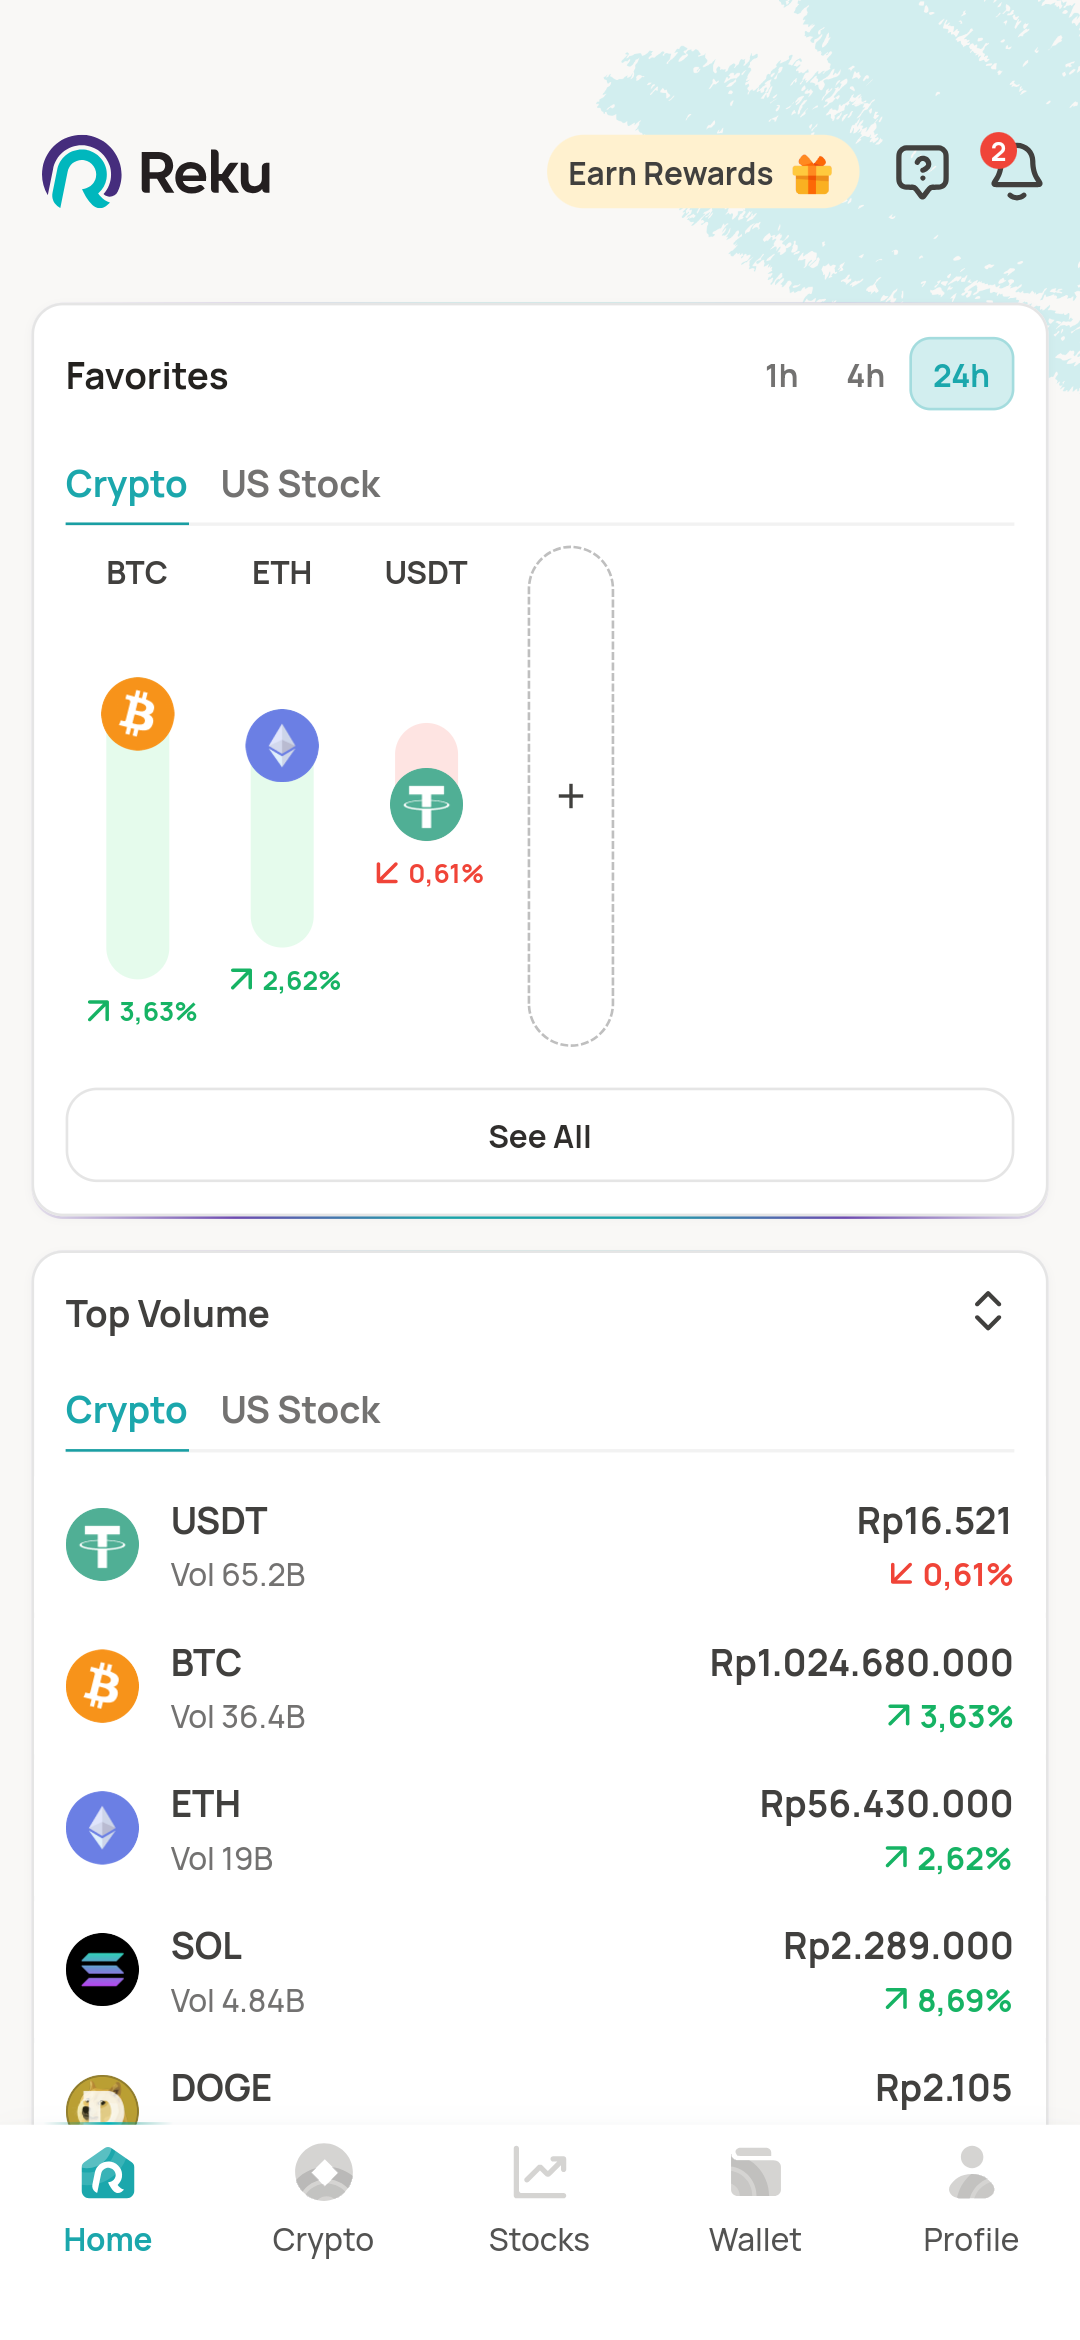 Reku
Earn Rewards
2
Favorites
1h 4h 24h
Crypto US Stock
BTC ETH USDT
0,61%
2,62%
3,63%
See All
Top Volume
Crypto US Stock
USDT Rp16.521
Vol 65.2B 0,61%
BTC Rp1.024.680.000
Vol 36.4B 3,63%
ETH Rp56.430.000
Vol 19B 2,62%
SOL Rp2.289.000
Vol 4.84B 8,69%
DOGE Rp2.105
Home Crypto Stocks Wallet Profile